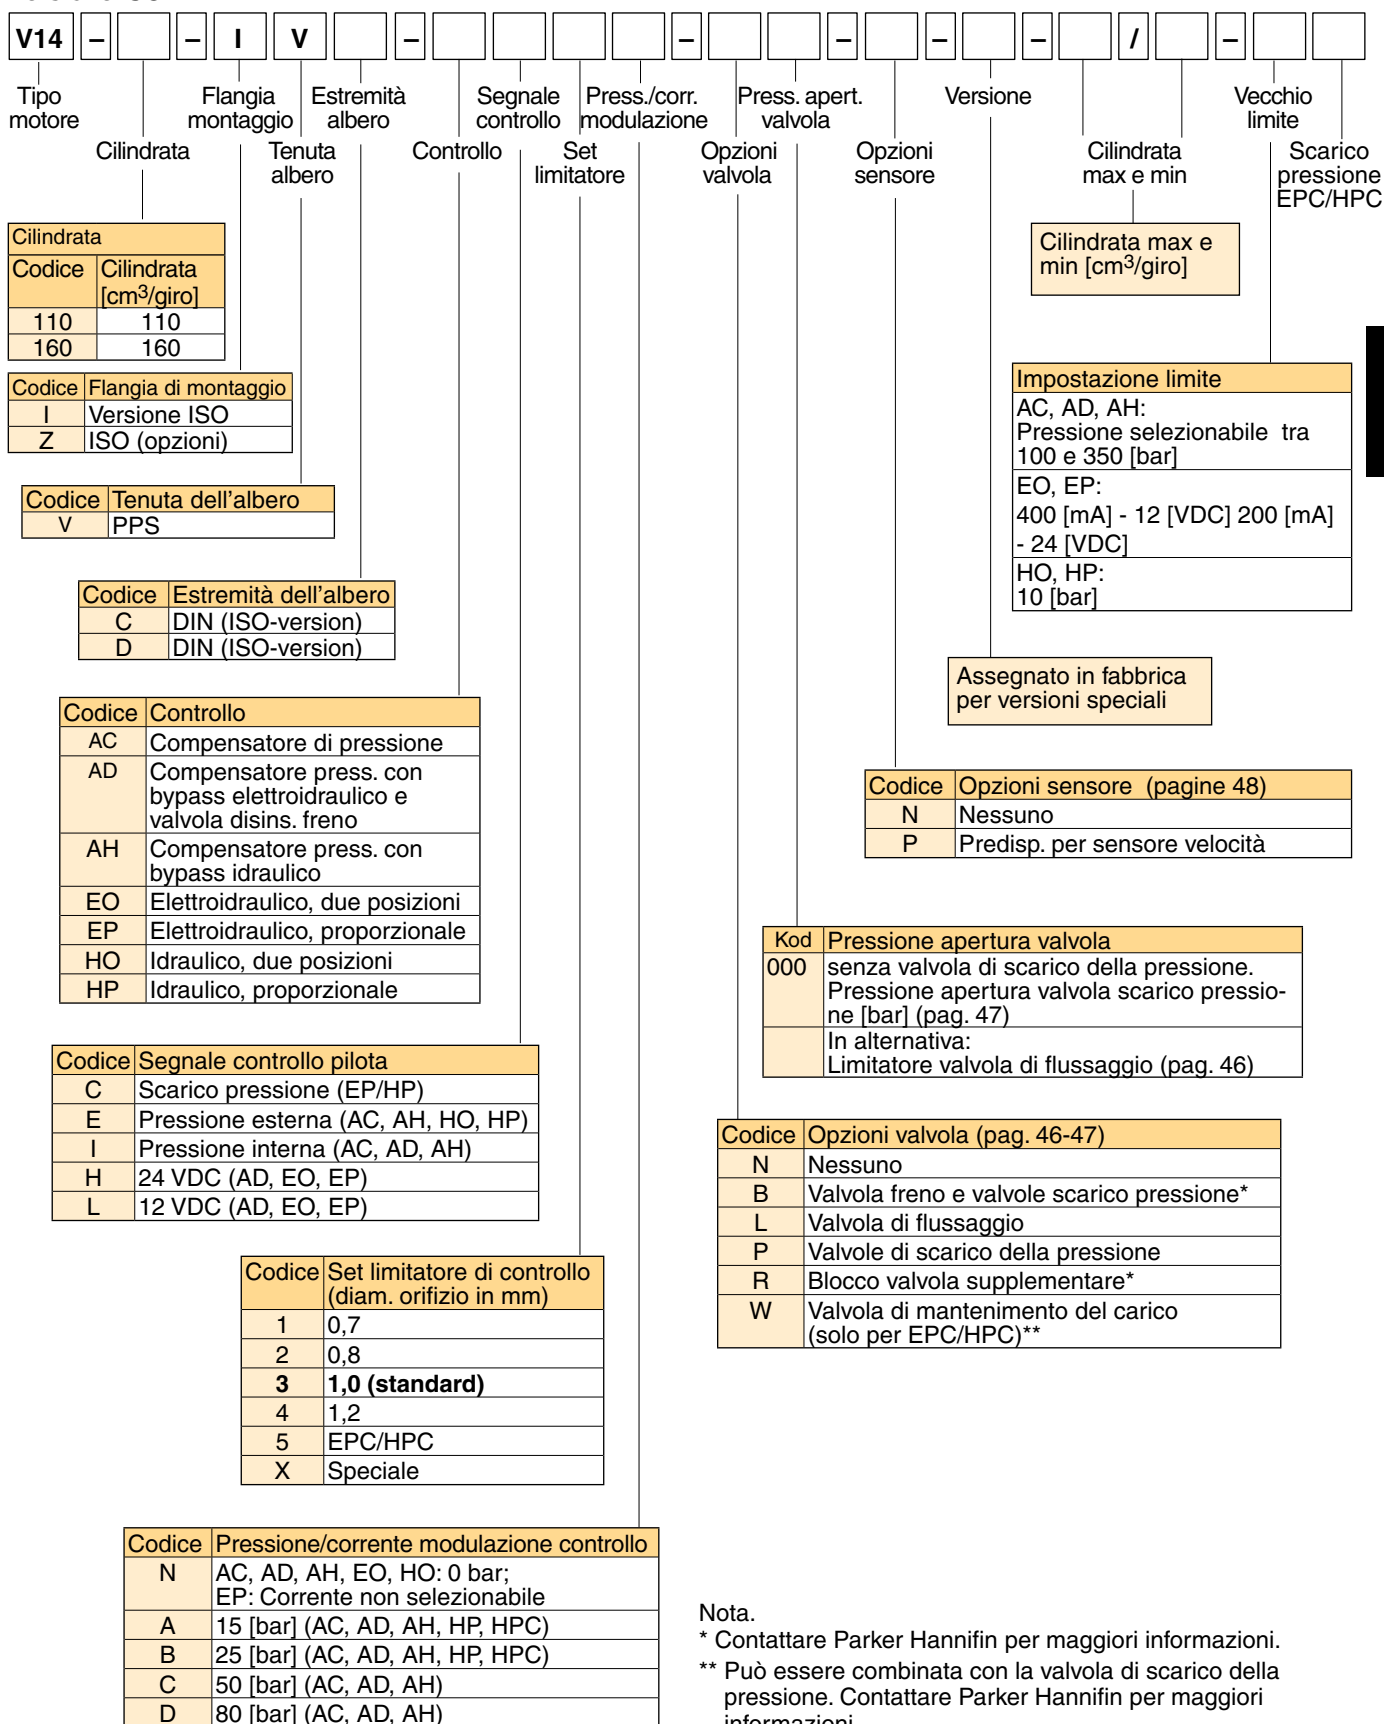 V14 – – I V – – – – – / –
Tipo motore
Flangia montaggio
Estremità albero
Segnale controllo
Press./corr. modulazione
Press. apert. valvola
Versione
Vecchio limite
Cilindrata
Tenuta albero
Controllo
Set limitatore
Opzioni valvola
Opzioni sensore
Cilindrata max e min
Scarico pressione EPC/HPC
Cilindrata
Codice Cilindrata [cm3/giro]
110 110
160 160
Cilindrata max e
min [cm3/giro]
Codice Flangia di montaggio
I Versione ISO
Z ISO (opzioni)
Impostazione limite
AC, AD, AH:
Pressione selezionabile tra
100 e 350 [bar]
EO, EP:
400 [mA] - 12 [VDC] 200 [mA]
- 24 [VDC]
HO, HP:
10 [bar]
Codice Tenuta dell'albero
V PPS
Codice Estremità dell'albero
C DIN (ISO-version)
D DIN (ISO-version)
Assegnato in fabbrica
per versioni speciali
Codice Controllo
AC Compensatore di pressione
AD Compensatore press. con
bypass elettroidraulico e
valvola disins. freno
AH Compensatore press. con
bypass idraulico
EO Elettroidraulico, due posizioni
EP Elettroidraulico, proporzionale
HO Idraulico, due posizioni
HP Idraulico, proporzionale
Codice Opzioni sensore (pagine 48)
N Nessuno
P Predisp. per sensore velocità
Kod Pressione apertura valvola
000 senza valvola di scarico della pressione.
Pressione apertura valvola scarico pressio-
ne [bar] (pag. 47)
In alternativa:
Limitatore valvola di flussaggio (pag. 46)
Codice Segnale controllo pilota
C Scarico pressione (EP/HP)
E Pressione esterna (AC, AH, HO, HP)
I Pressione interna (AC, AD, AH)
H 24 VDC (AD, EO, EP)
L 12 VDC (AD, EO, EP)
Codice Opzioni valvola (pag. 46-47)
N Nessuno
B Valvola freno e valvole scarico pressione*
L Valvola di flussaggio
P Valvole di scarico della pressione
R Blocco valvola supplementare*
W Valvola di mantenimento del carico
(solo per EPC/HPC)**
Codice Set limitatore di controllo
(diam. orifizio in mm)
1 0,7
2 0,8
3 1,0 (standard)
4 1,2
5 EPC/HPC
X Speciale
Codice Pressione/corrente modulazione controllo
N AC, AD, AH, EO, HO: 0 bar;
EP: Corrente non selezionabile
A 15 [bar] (AC, AD, AH, HP, HPC)
B 25 [bar] (AC, AD, AH, HP, HPC)
C 50 [bar] (AC, AD, AH)
D 80 [bar] (AC, AD, AH)
Nota.
* Contattare Parker Hannifin per maggiori informazioni.
** Può essere combinata con la valvola di scarico della
pressione. Contattare Parker Hannifin per maggiori
informazioni